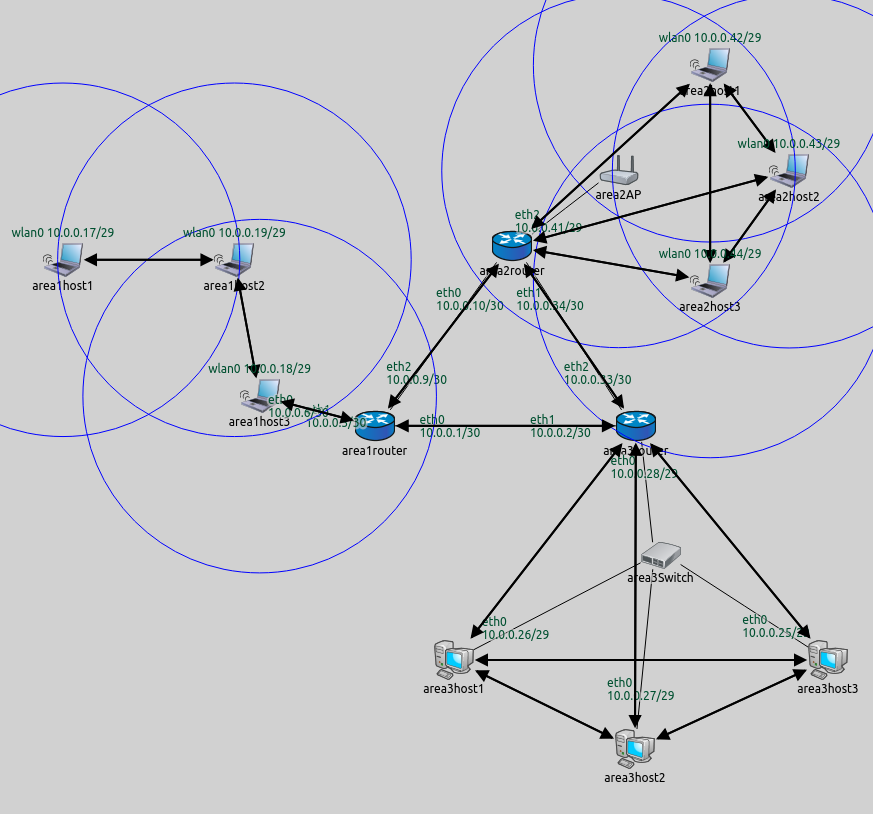 wlan0 10.0.0.42/29
area2host1
wlan0 10.0.0.43/29
area2host2
area2AP
eth2
10.0.0.41/29
wlan0 10.0.0.17/29
area1host1
wlan0 10.0.0.19/29
area1host2
area2router
wlan0 10.0.0.44/29
area2host3
eth0
10.0.0.10/30
eth1
10.0.0.34/30
wlan0 10.0.0.18/29
area1host3
eth0
10.0.0.6/30
eth1
10.0.0.5/30
eth2
10.0.0.9/30
eth2
10.0.0.33/30
area1router
eth0
10.0.0.1/30
eth1
10.0.0.2/30
area3router
eth0
10.0.0.28/29
area3Switch
eth0
10.0.0.26/29
area3host1
eth0
10.0.0.25/29
area3host3
eth0
10.0.0.27/29
area3host2